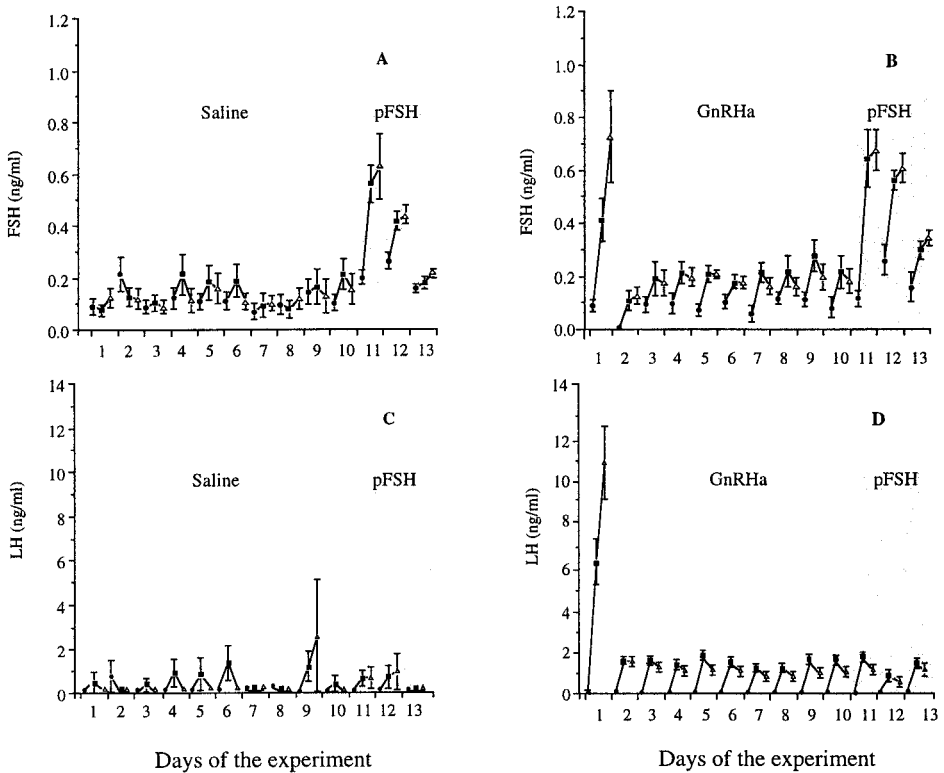 A
Saline
pFSH
FSH (ng/ml)
1.2
1.0
0.8
0.6
0.4
0.2
0.0
1 2 3 4 5 6 7 8 9 10 11 12 13
B
GnRHa
pFSH
FSH (ng/ml)
1.2
1.0
0.8
0.6
0.4
0.2
0.0
1 2 3 4 5 6 7 8 9 10 11 12 13
C
Saline
pFSH
LH (ng/ml)
14
12
10
8
6
4
2
0
1 2 3 4 5 6 7 8 9 10 11 12 13
Days of the experiment
D
GnRHa
pFSH
LH (ng/ml)
14
12
10
8
6
4
2
0
1 2 3 4 5 6 7 8 9 10 11 12 13
Days of the experiment